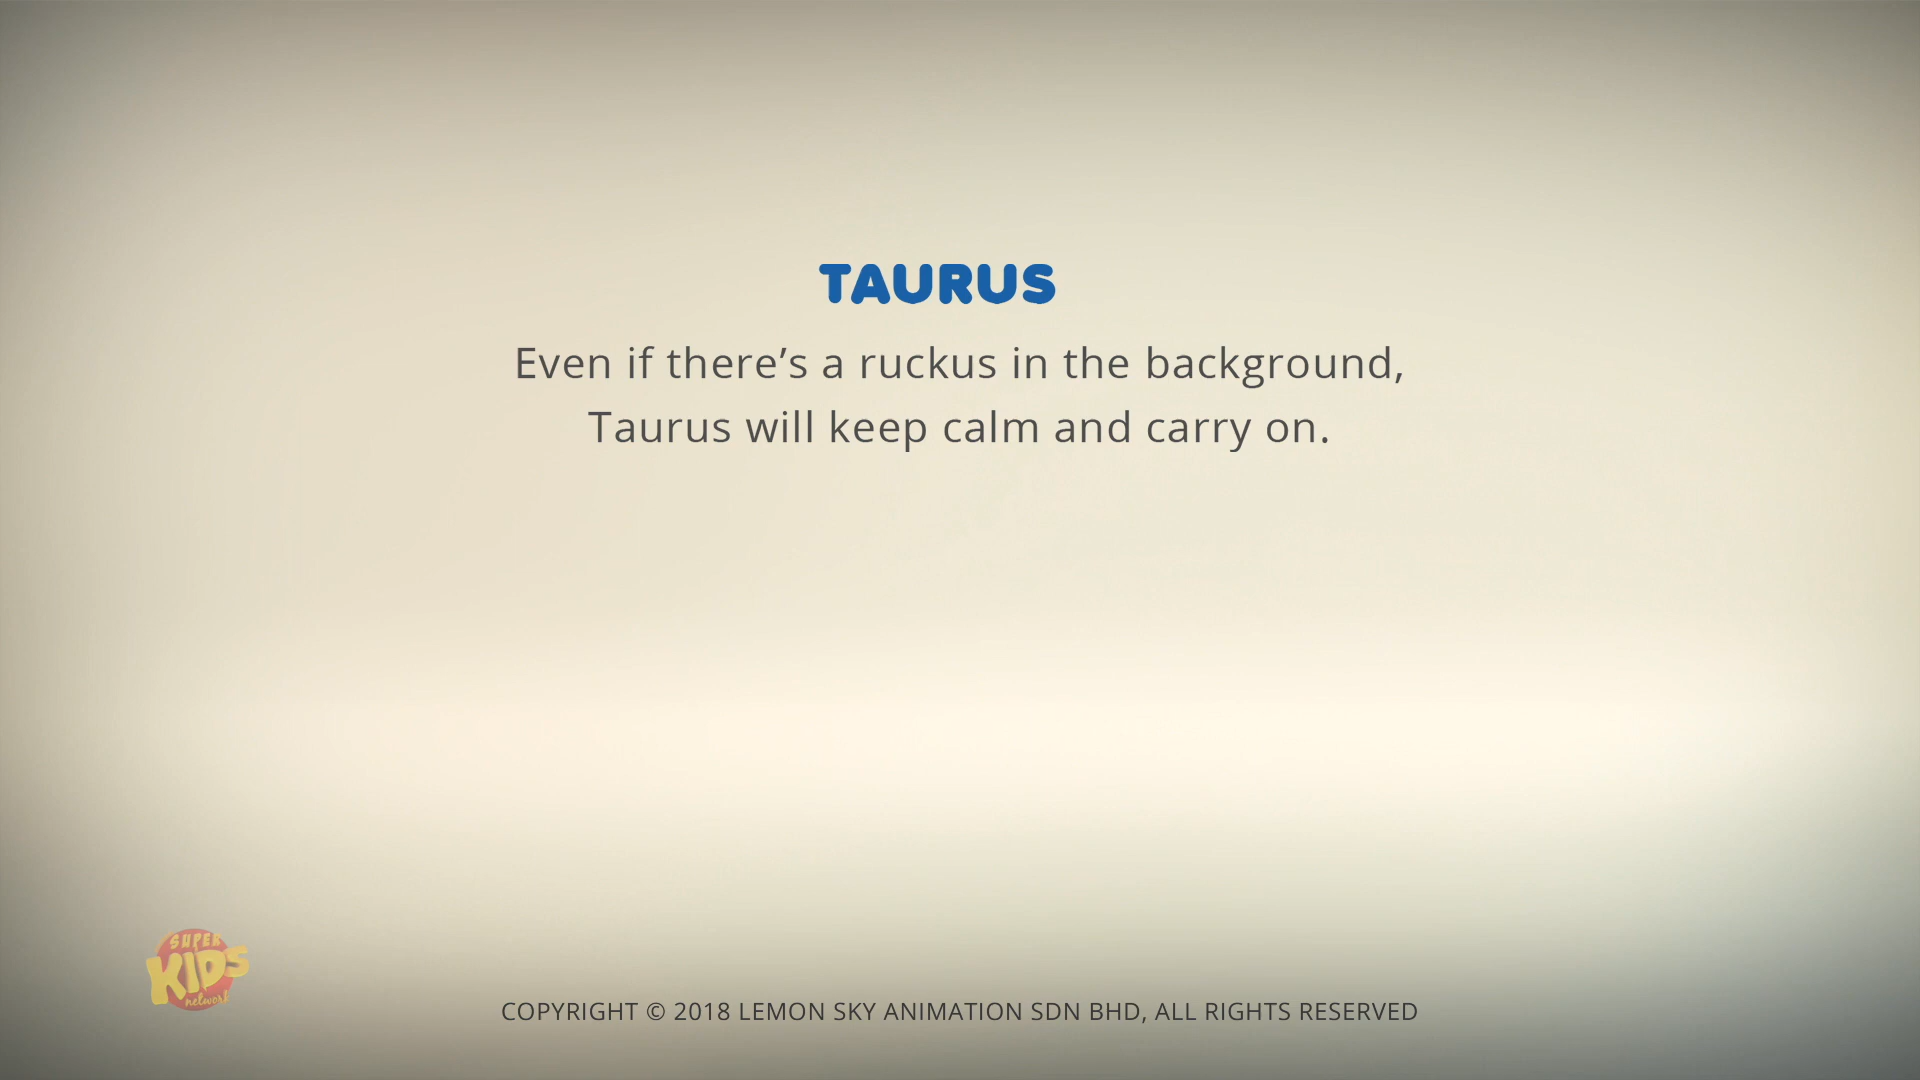 TAURUS
Even if there’s a ruckus in the background,
Taurus will keep calm and carry on.
SUPER
KIDS
network
COPYRIGHT © 2018 LEMON SKY ANIMATION SDN BHD, ALL RIGHTS RESERVED